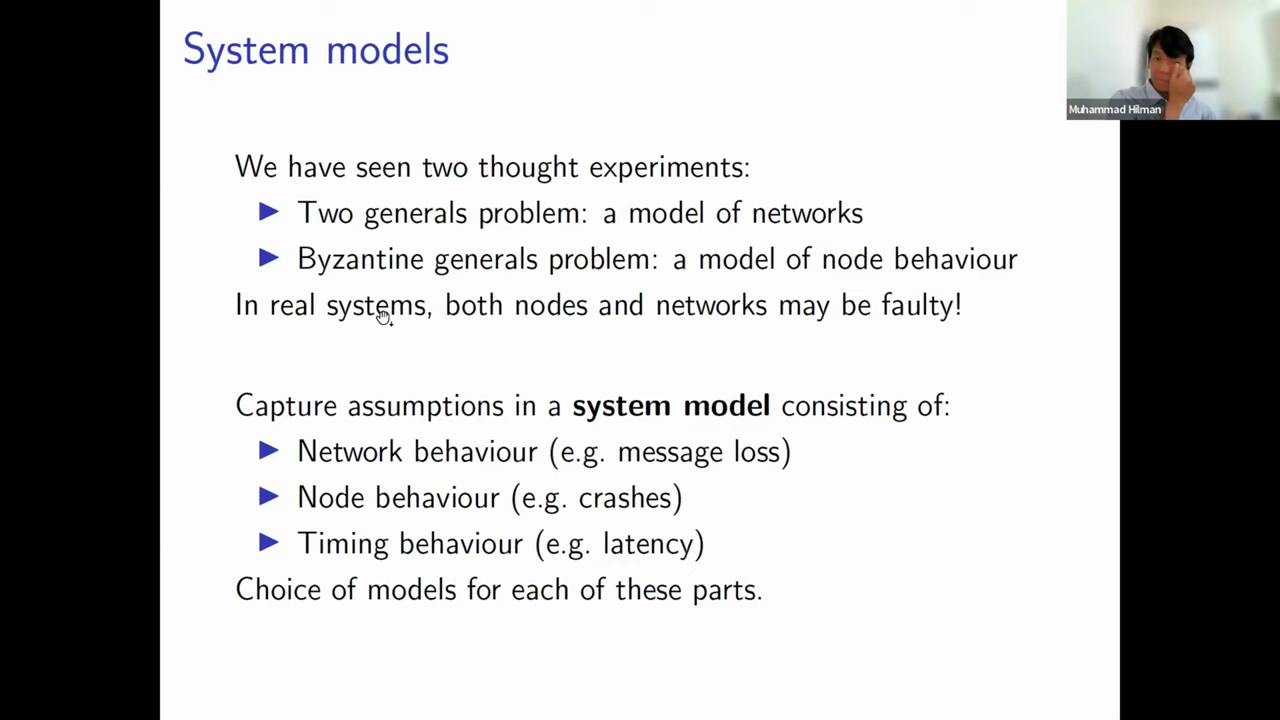 System models
Muhammad Hilman
We have seen two thought experiments:
Two generals problem: a model of networks
Byzantine generals problem: a model of node behaviour
In real systems, both nodes and networks may be faulty!
Capture assumptions in a system model consisting of:
Network behaviour (e.g. message loss)
Node behaviour (e.g. crashes)
Timing behaviour (e.g. latency)
Choice of models for each of these parts.